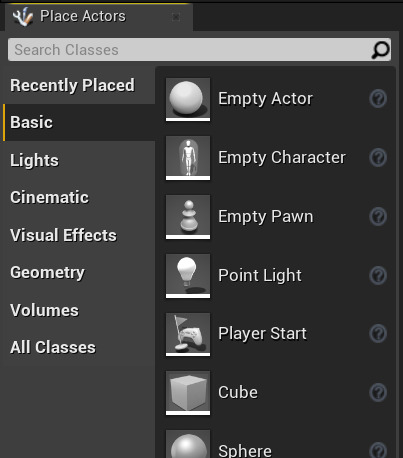 Place Actors
Search Classes
Recently Placed
Basic
Lights
Cinematic
Visual Effects
Geometry
Volumes
All Classes
Empty Actor
Empty Character
Empty Pawn
Point Light
Player Start
Cube
Sphere